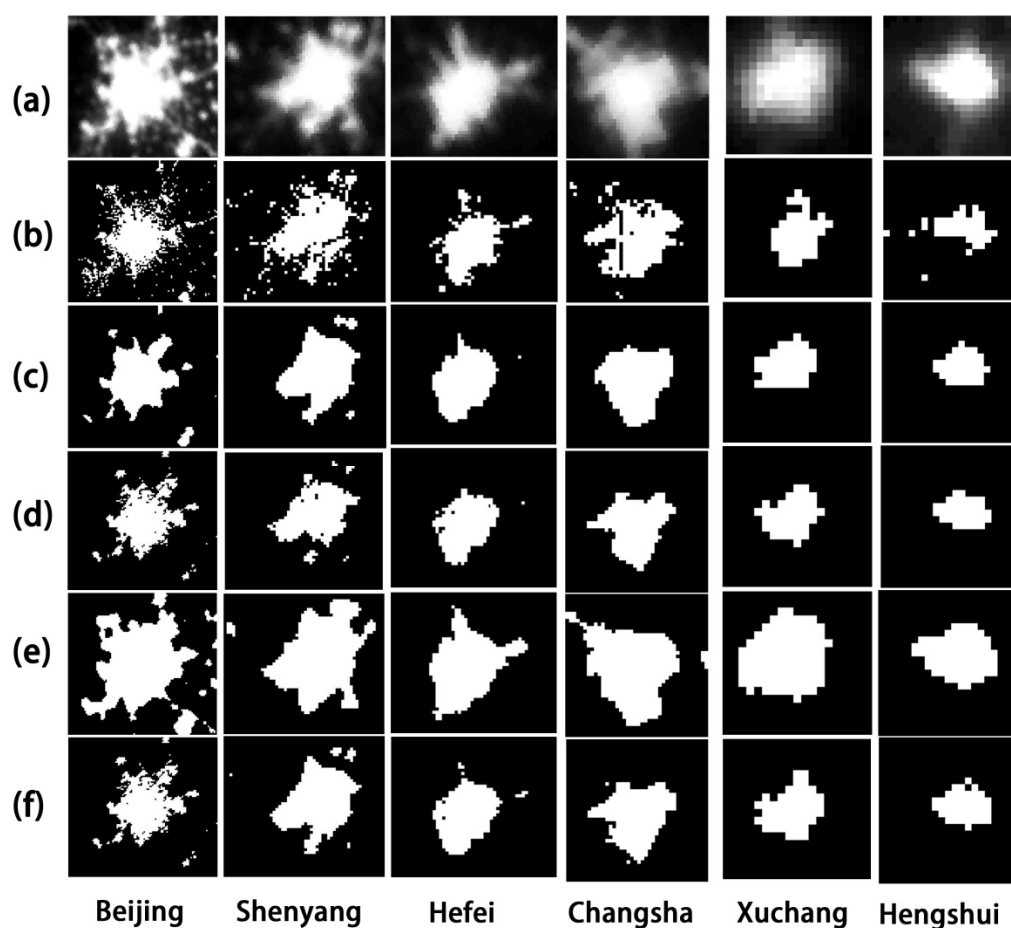 (a)
(b)
(c)
(d)
(e)
(f)
Beijing Shenyang Hefei Changsha Xuchang Hengshui